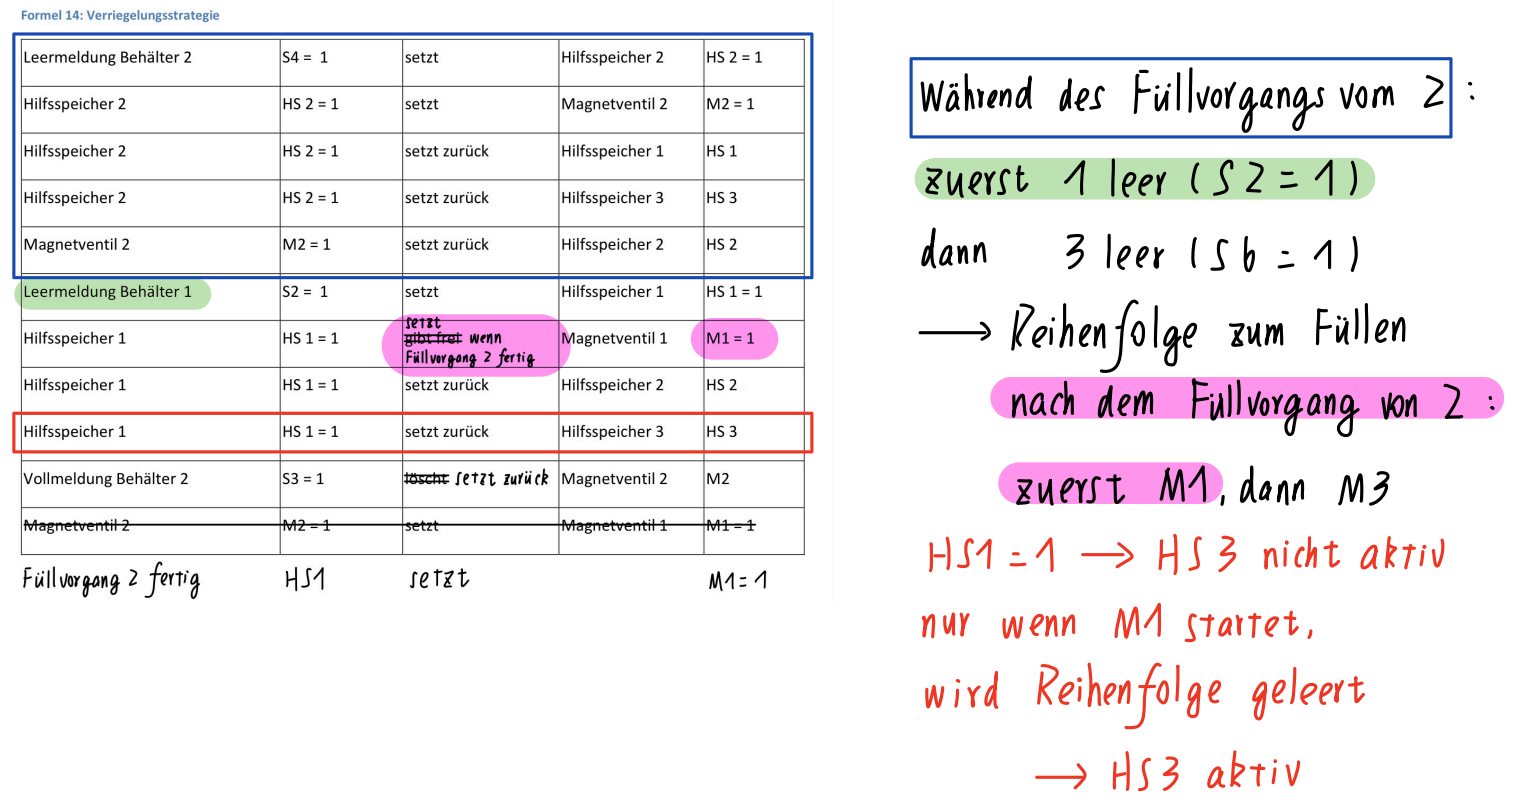 Formel 14: Verriegelungsstrategie
Leermeldung Behälter 2 S4 = 1 setzt Hilfsspeicher 2 HS 2 = 1
Hilfsspeicher 2 HS 2 = 1 setzt Magnetventil 2 M2 = 1
Hilfsspeicher 2 HS 2 = 1 setzt zurück Hilfsspeicher 1 HS 1
Hilfsspeicher 2 HS 2 = 1 setzt zurück Hilfsspeicher 3 HS 3
Magnetventil 2 M2 = 1 setzt zurück Hilfsspeicher 2 HS 2
Leermeldung Behälter 1 S2 = 1 setzt Hilfsspeicher 1 HS 1 = 1
setzt
Hilfsspeicher 1 HS 1 = 1 gibt frei wenn Magnetventil 1 M1 = 1
Füllvorgang 2 fertig
Hilfsspeicher 1 HS 1 = 1 setzt zurück Hilfsspeicher 2 HS 2
Hilfsspeicher 1 HS 1 = 1 setzt zurück Hilfsspeicher 3 HS 3
Vollmeldung Behälter 2 S3 = 1 löscht setzt zurück Magnetventil 2 M2
Magnetventil 2 M2 = 1 setzt Magnetventil 1 M1 = 1
Füllvorgang 2 fertig HS1 setzt M1 = 1
Während des Füllvorgangs vom 2 :
zuerst 1 leer (S2 = 1)
dann 3 leer (S6 = 1)
→ Reihenfolge zum Füllen
nach dem Füllvorgang von 2 :
zuerst M1, dann M3
HS1 = 1 → HS 3 nicht aktiv
nur wenn M1 startet,
wird Reihenfolge geleert
→ HS 3 aktiv